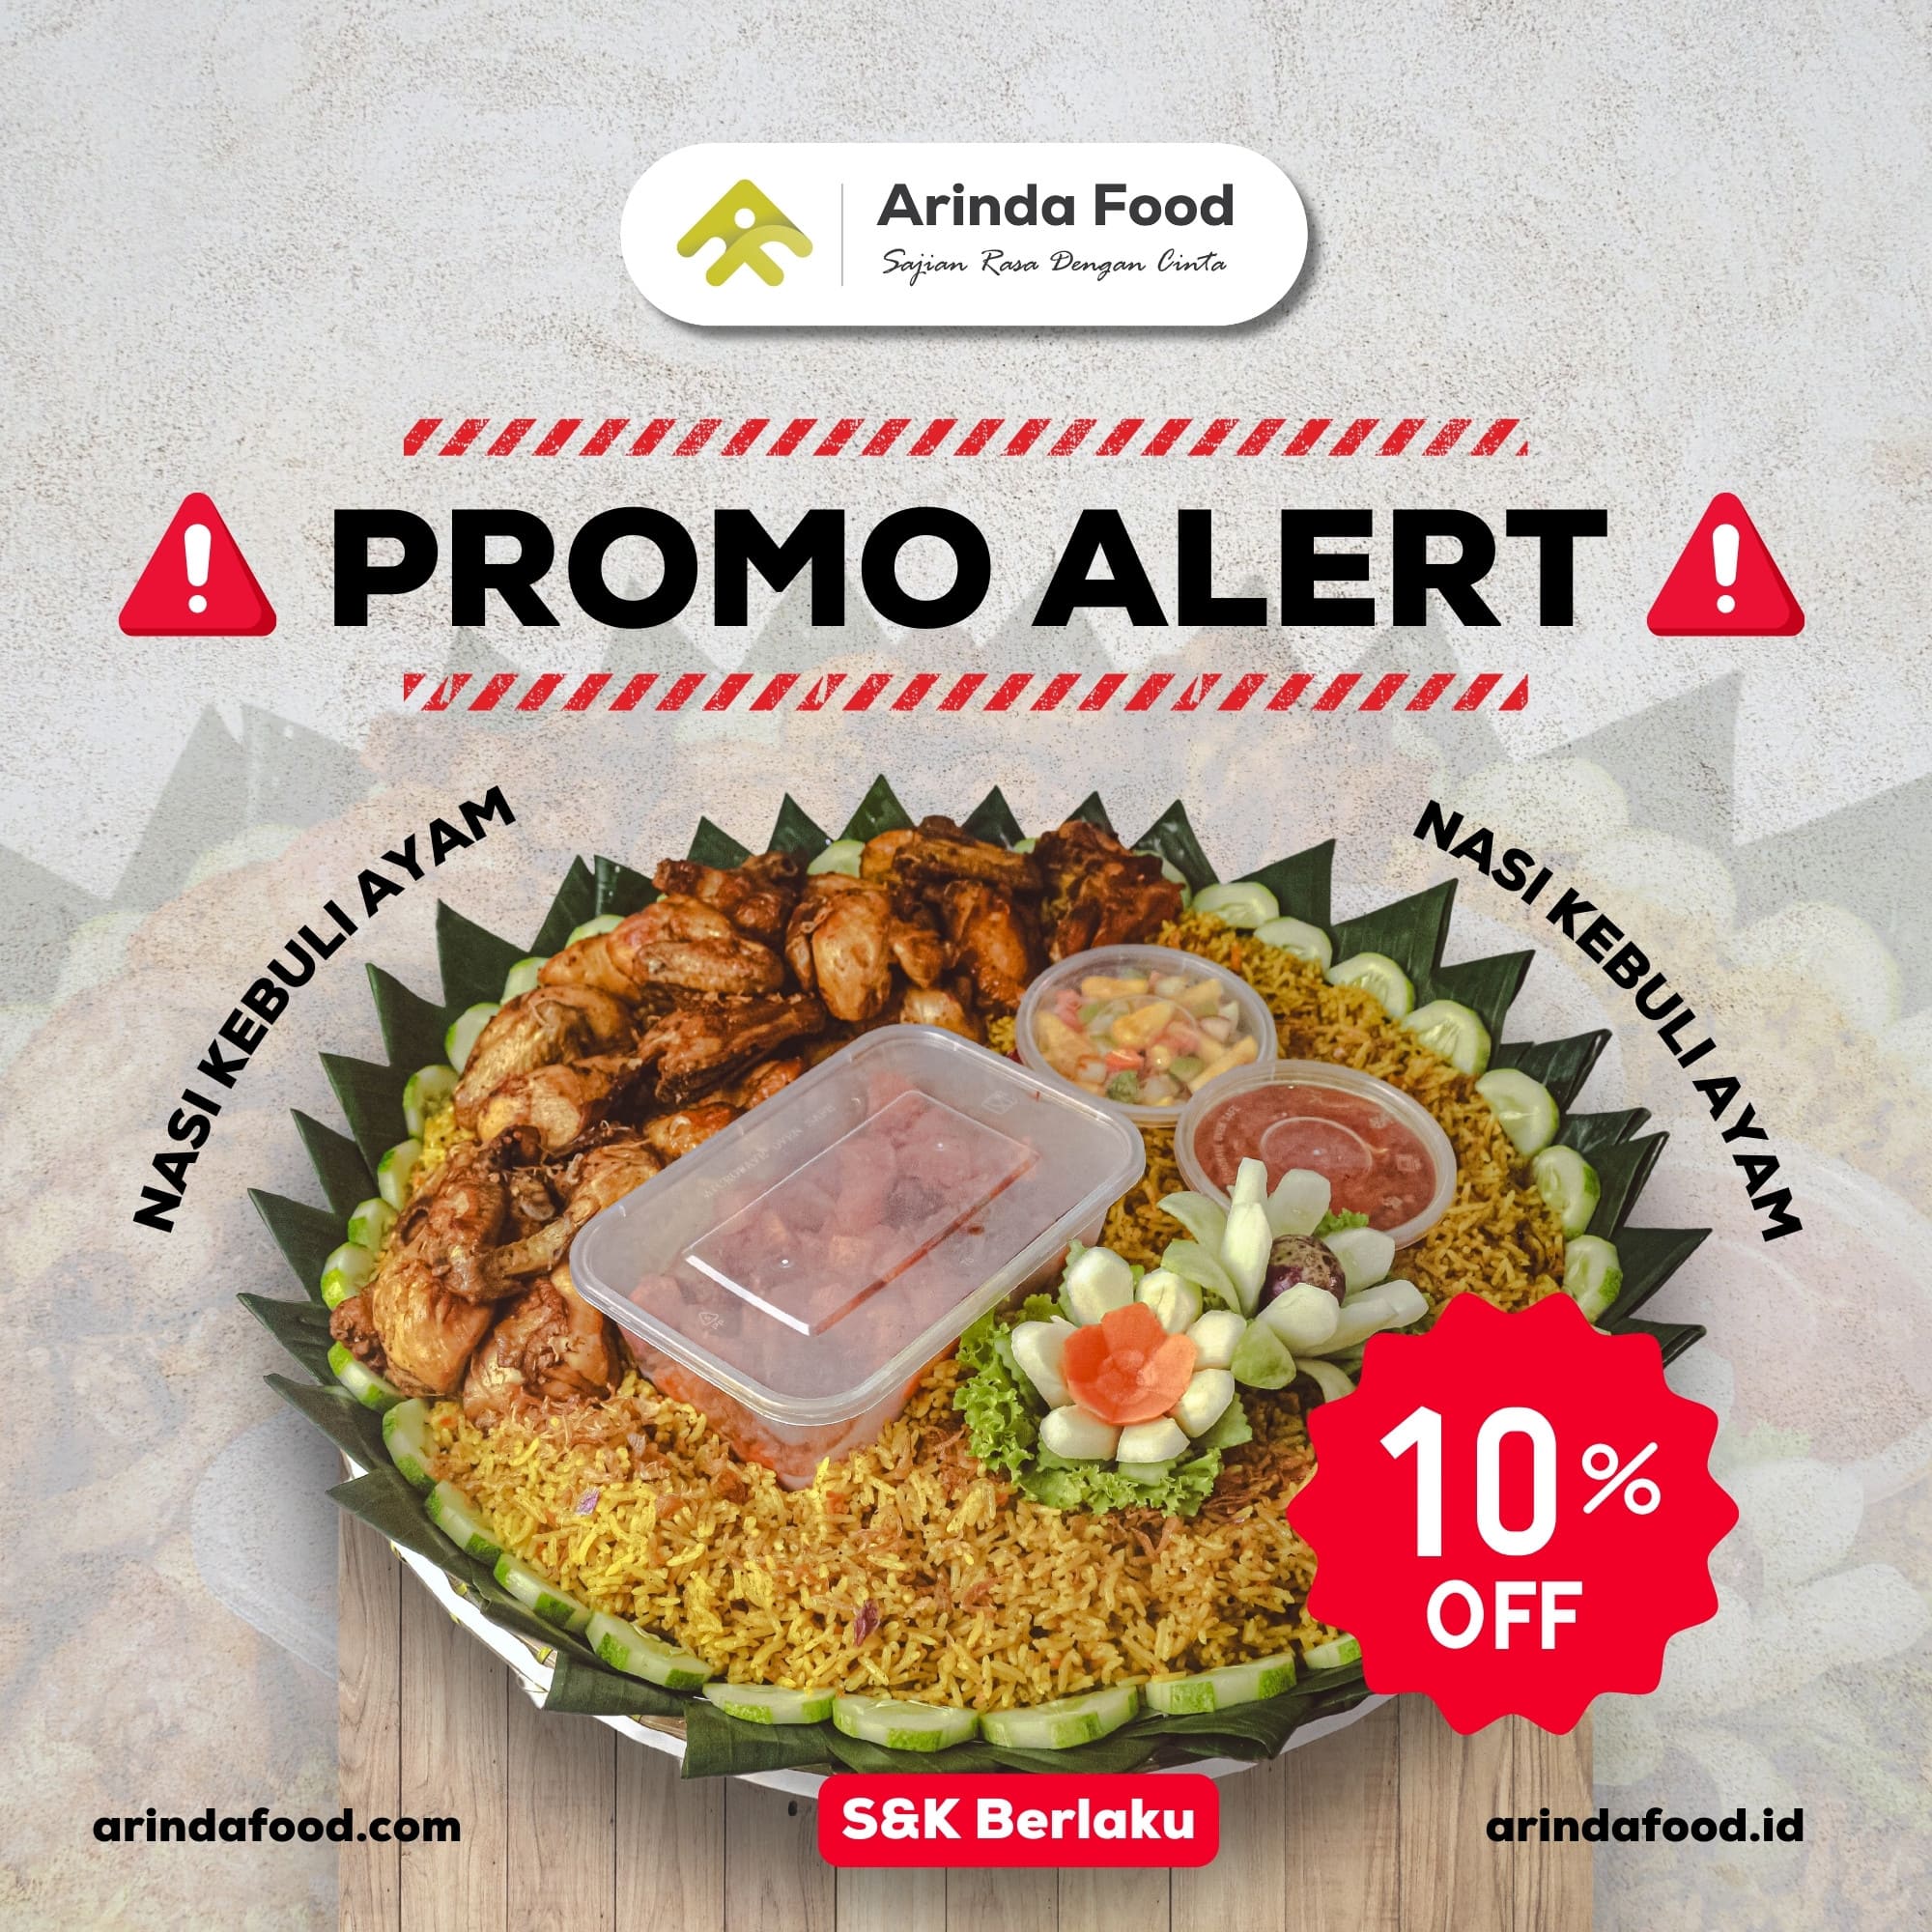 Arinda Food
Sajian Rasa Dengan Cinta
PROMO ALERT
NASI KEBULI AYAM
NASI KEBULI AYAM
10%
OFF
S&K Berlaku
arindafood.com
arindafood.id